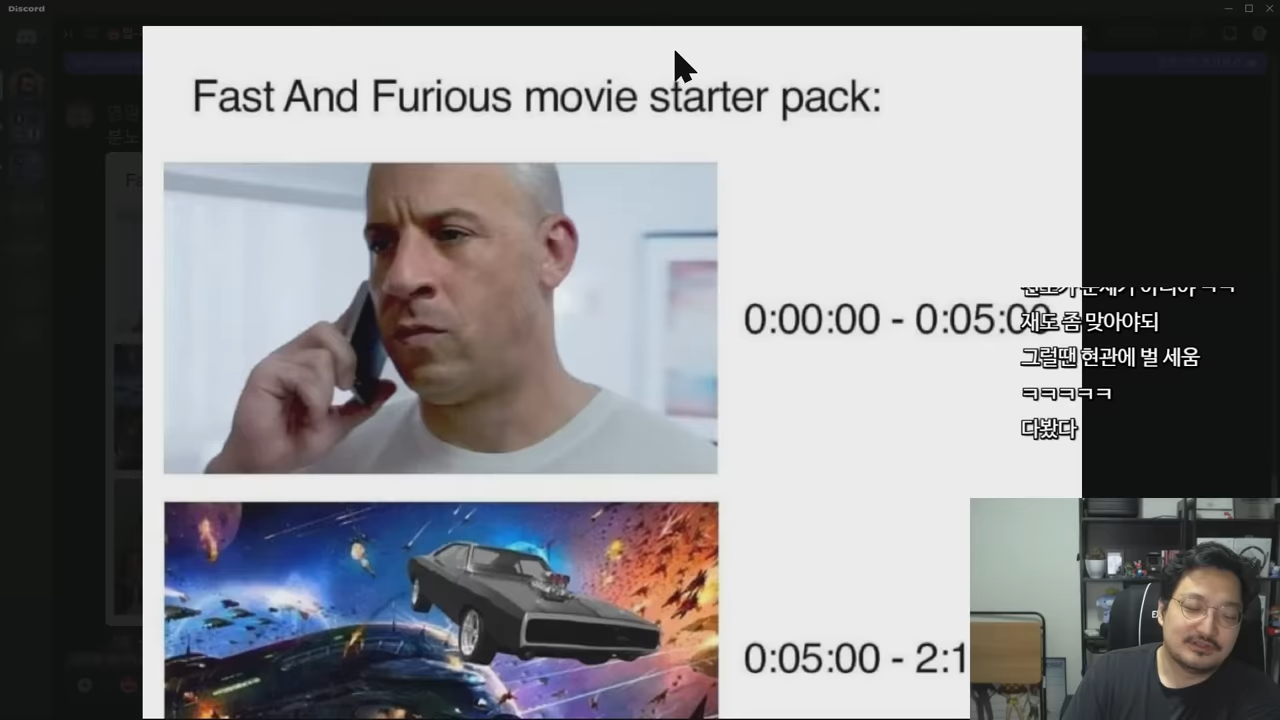 Discord
Fast And Furious movie starter pack:
0:00:00 - 0:05:00
재도 좀 맞아야되
그럴땐 현관에 벌 세움
ㅋㅋㅋㅋㅋ
다봤다
0:05:00 - 2:1